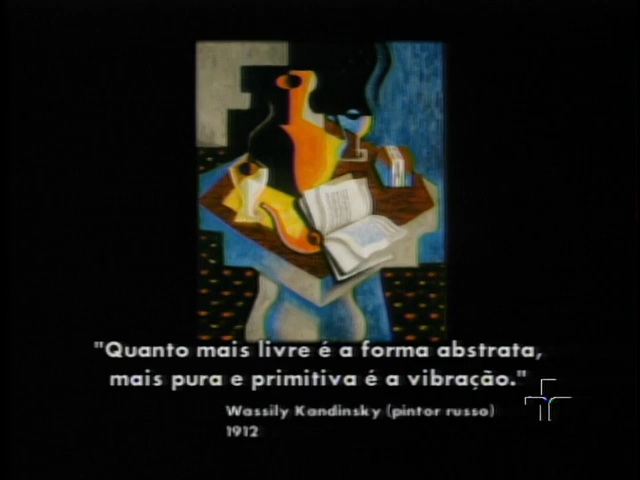 "Quanto mais livre é a forma abstrata,
mais pura e primitiva é a vibração."
Wassily Kandinsky (pintor russo)
1912